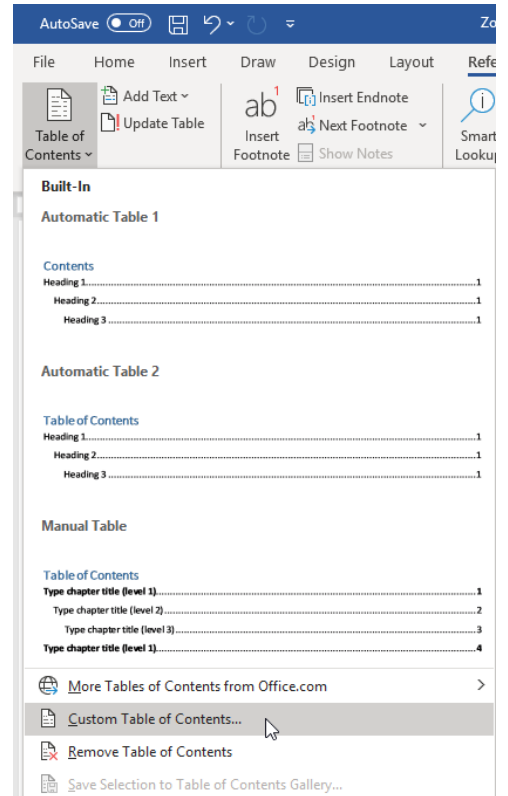 AutoSave Off Zo
File Home Insert Draw Design Layout Refe
Table of Contents
Add Text
Update Table
ab1
Insert Footnote
Insert Endnote
ab Next Footnote
Show Notes
Smart
Lookup
Built-In
Automatic Table 1
Contents
Heading 1...1
Heading 2...1
Heading 3...1
Automatic Table 2
Table of Contents
Heading 1...1
Heading 2...1
Heading 3...1
Manual Table
Table of Contents
Type chapter title (level 1)...1
Type chapter title (level 2)...2
Type chapter title (level 3)...3
Type chapter title (level 1)...4
More Tables of Contents from Office.com
Custom Table of Contents...
Remove Table of Contents
Save Selection to Table of Contents Gallery...